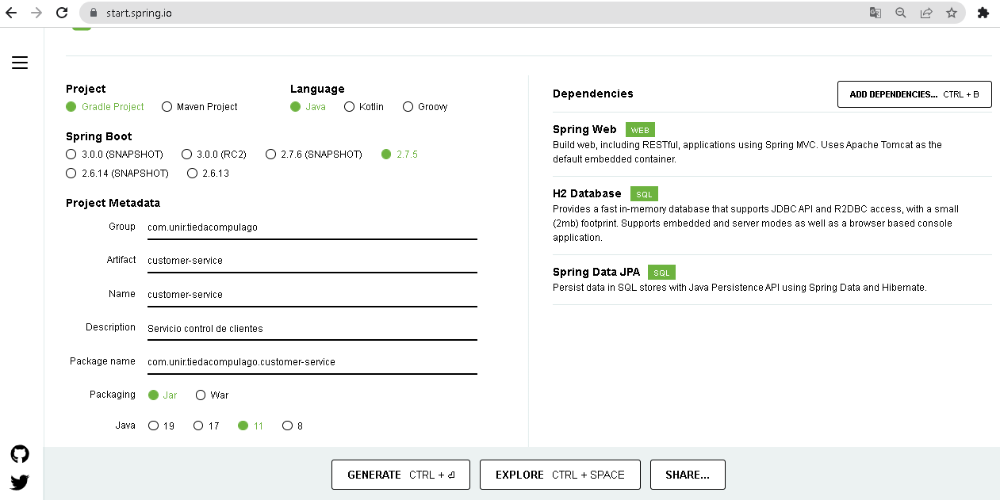 start.spring.io
Project
Gradle Project Maven Project
Language
Java Kotlin Groovy
Spring Boot
3.0.0 (SNAPSHOT) 3.0.0 (RC2) 2.7.6 (SNAPSHOT) 2.7.5
2.6.14 (SNAPSHOT) 2.6.13
Project Metadata
Group com.unir.tiedacompulago
Artifact customer-service
Name customer-service
Description Servicio control de clientes
Package name com.unir.tiedacompulago.customer-service
Packaging Jar War
Java 19 17 11 8
Dependencies ADD DEPENDENCIES... CTRL + B
Spring Web WEB
Build web, including RESTful, applications using Spring MVC. Uses Apache Tomcat as the
default embedded container.
H2 Database SQL
Provides a fast in-memory database that supports JDBC API and R2DBC access, with a small
(2mb) footprint. Supports embedded and server modes as well as a browser based console
application.
Spring Data JPA SQL
Persist data in SQL stores with Java Persistence API using Spring Data and Hibernate.
GENERATE CTRL + ⏎ EXPLORE CTRL + SPACE SHARE...